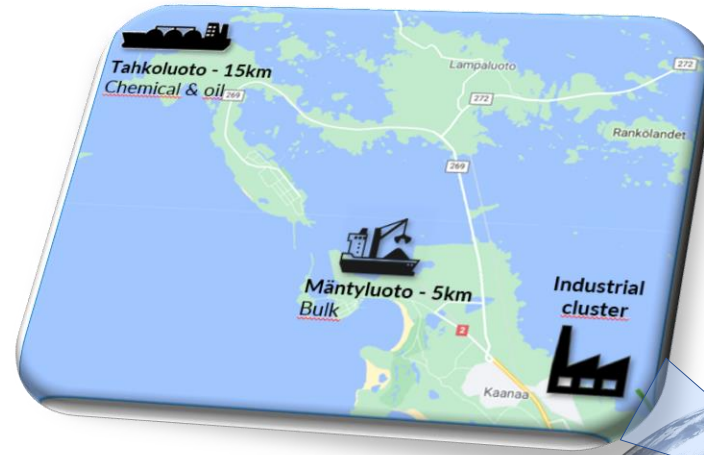 Tahkoluoto - 15km
Chemical & oil
269
Lampaluoto
272
272
Rankölandet
269
Mäntyluoto - 5km
Bulk
2
Industrial
cluster
Kaanaa